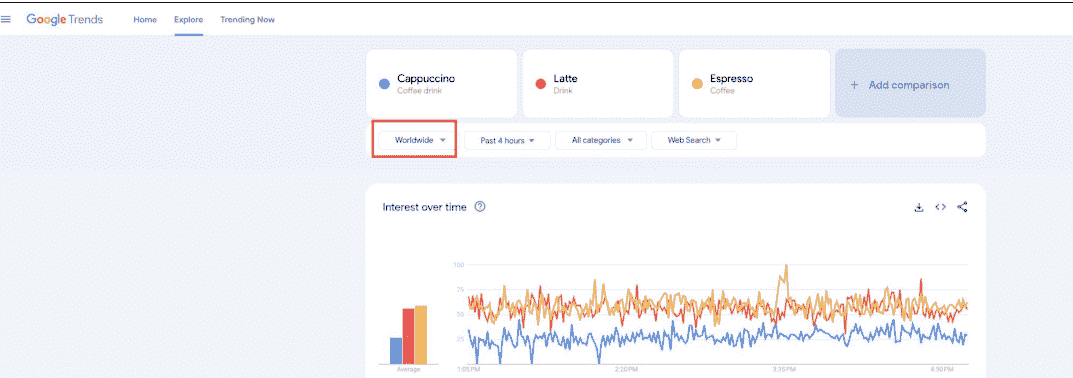 Google Trends Home Explore Trending Now
Cappuccino Latte Espresso
Coffee drink Drink Coffee
+ Add comparison
Worldwide Past 4 hours All categories Web Search
Interest over time
100
75
50
25
Average 1:05 PM 2:20 PM 3:35 PM 4:50 PM